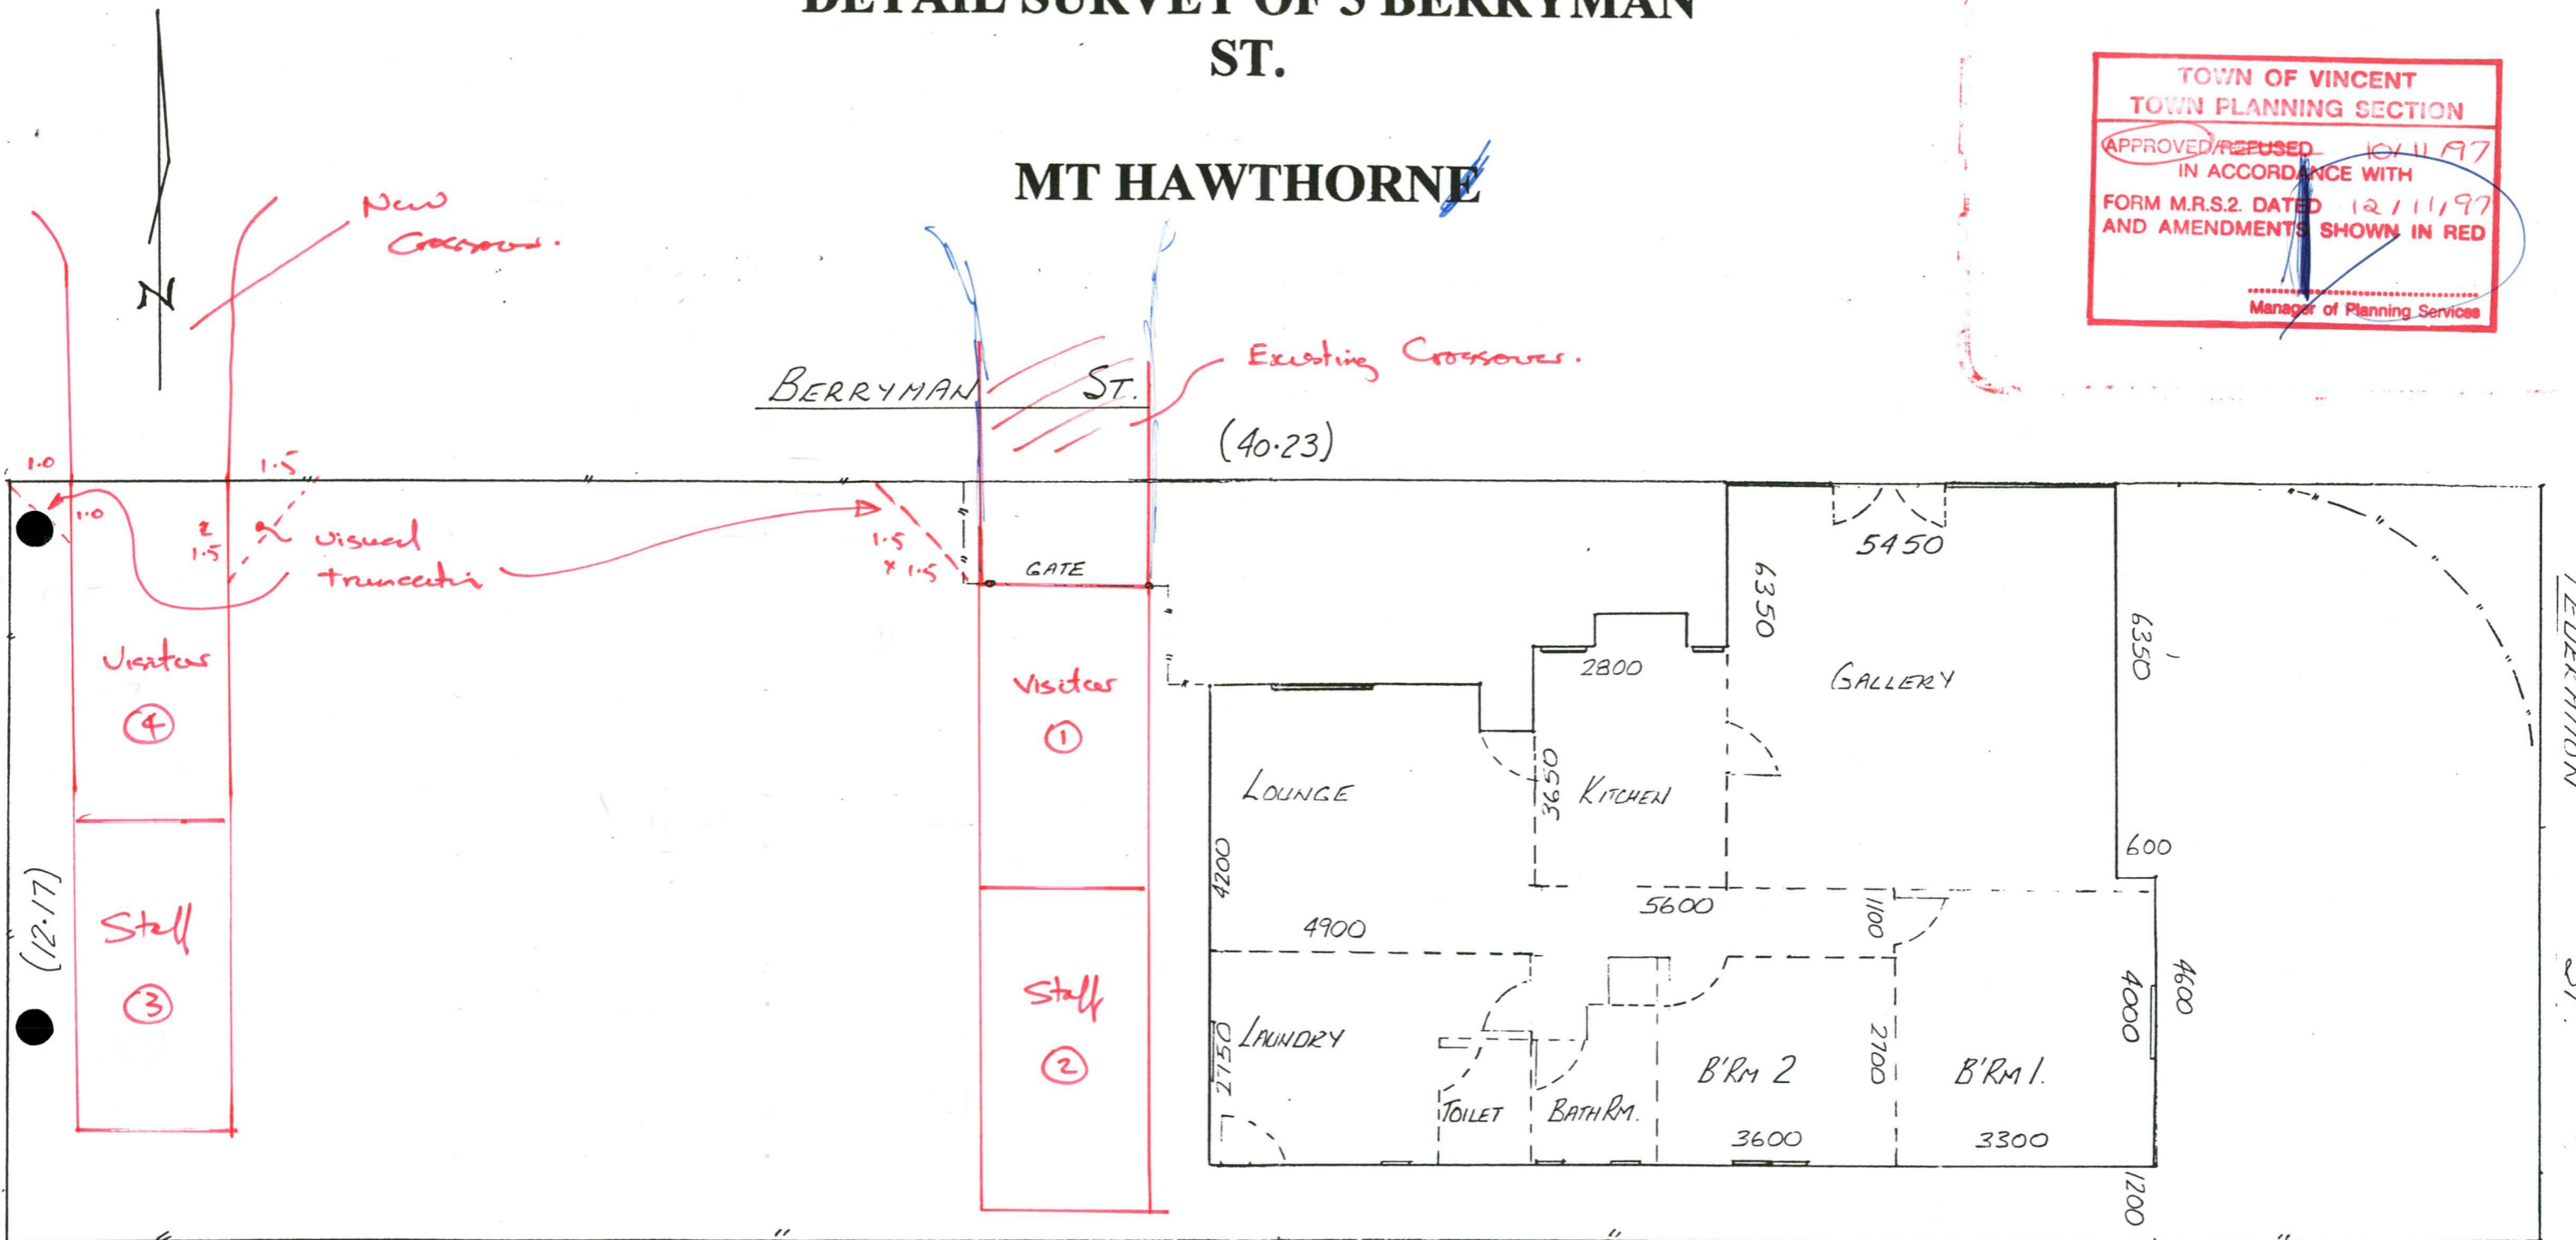 ST.
MT HAWTHORNE
TOWN OF VINCENT
TOWN PLANNING SECTION
APPROVED/REFUSED 10/11/97
IN ACCORDANCE WITH
FORM M.R.S.2. DATED 12/11/97
AND AMENDMENTS SHOWN IN RED
Manager of Planning Services
N
New
Crossover.
BERRYMAN ST.
Existing Crossover.
(40·23)
1.0
1.0
1.5
1.5
visual
1.5
x 1.5
GATE
Visitor
4
Staff
3
(12·17)
Visitor
1
Staff
2
5450
6350
GALLERY
6350
600
2800
LOUNGE
3650
KITCHEN
4200
4900
5600
1100
4600
4000
LAUNDRY
2750
TOILET
BATH RM.
B'RM 2
2700
B'RM 1.
3600
3300
1200
ST.